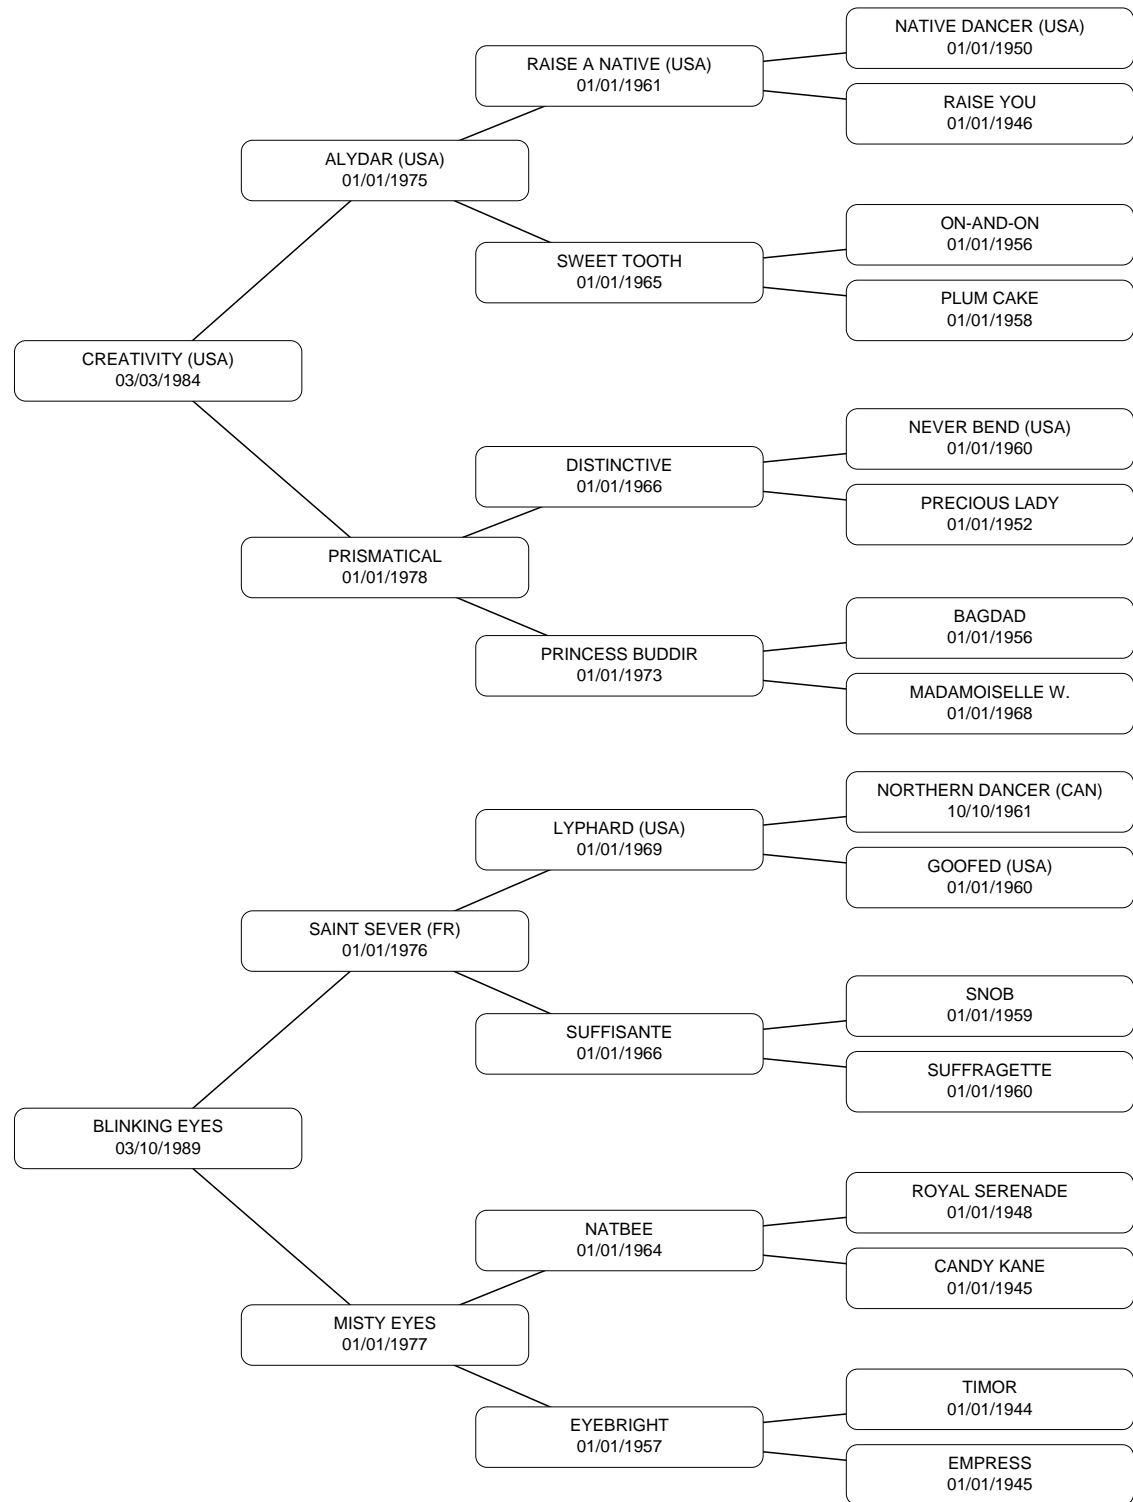 NATIVE DANCER (USA)
01/01/1950
RAISE A NATIVE (USA)
01/01/1961
RAISE YOU
01/01/1946
ALYDAR (USA)
01/01/1975
ON-AND-ON
01/01/1956
SWEET TOOTH
01/01/1965
PLUM CAKE
01/01/1958
CREATIVITY (USA)
03/03/1984
NEVER BEND (USA)
01/01/1960
DISTINCTIVE
01/01/1966
PRECIOUS LADY
01/01/1952
PRISMATICAL
01/01/1978
BAGDAD
01/01/1956
PRINCESS BUDDIR
01/01/1973
MADAMOISELLE W.
01/01/1968
NORTHERN DANCER (CAN)
10/10/1961
LYPHARD (USA)
01/01/1969
GOOFED (USA)
01/01/1960
SAINT SEVER (FR)
01/01/1976
SNOB
01/01/1959
SUFFISANTE
01/01/1966
SUFFRAGETTE
01/01/1960
BLINKING EYES
03/10/1989
ROYAL SERENADE
01/01/1948
NATBEE
01/01/1964
CANDY KANE
01/01/1945
MISTY EYES
01/01/1977
TIMOR
01/01/1944
EYEBRIGHT
01/01/1957
EMPRESS
01/01/1945